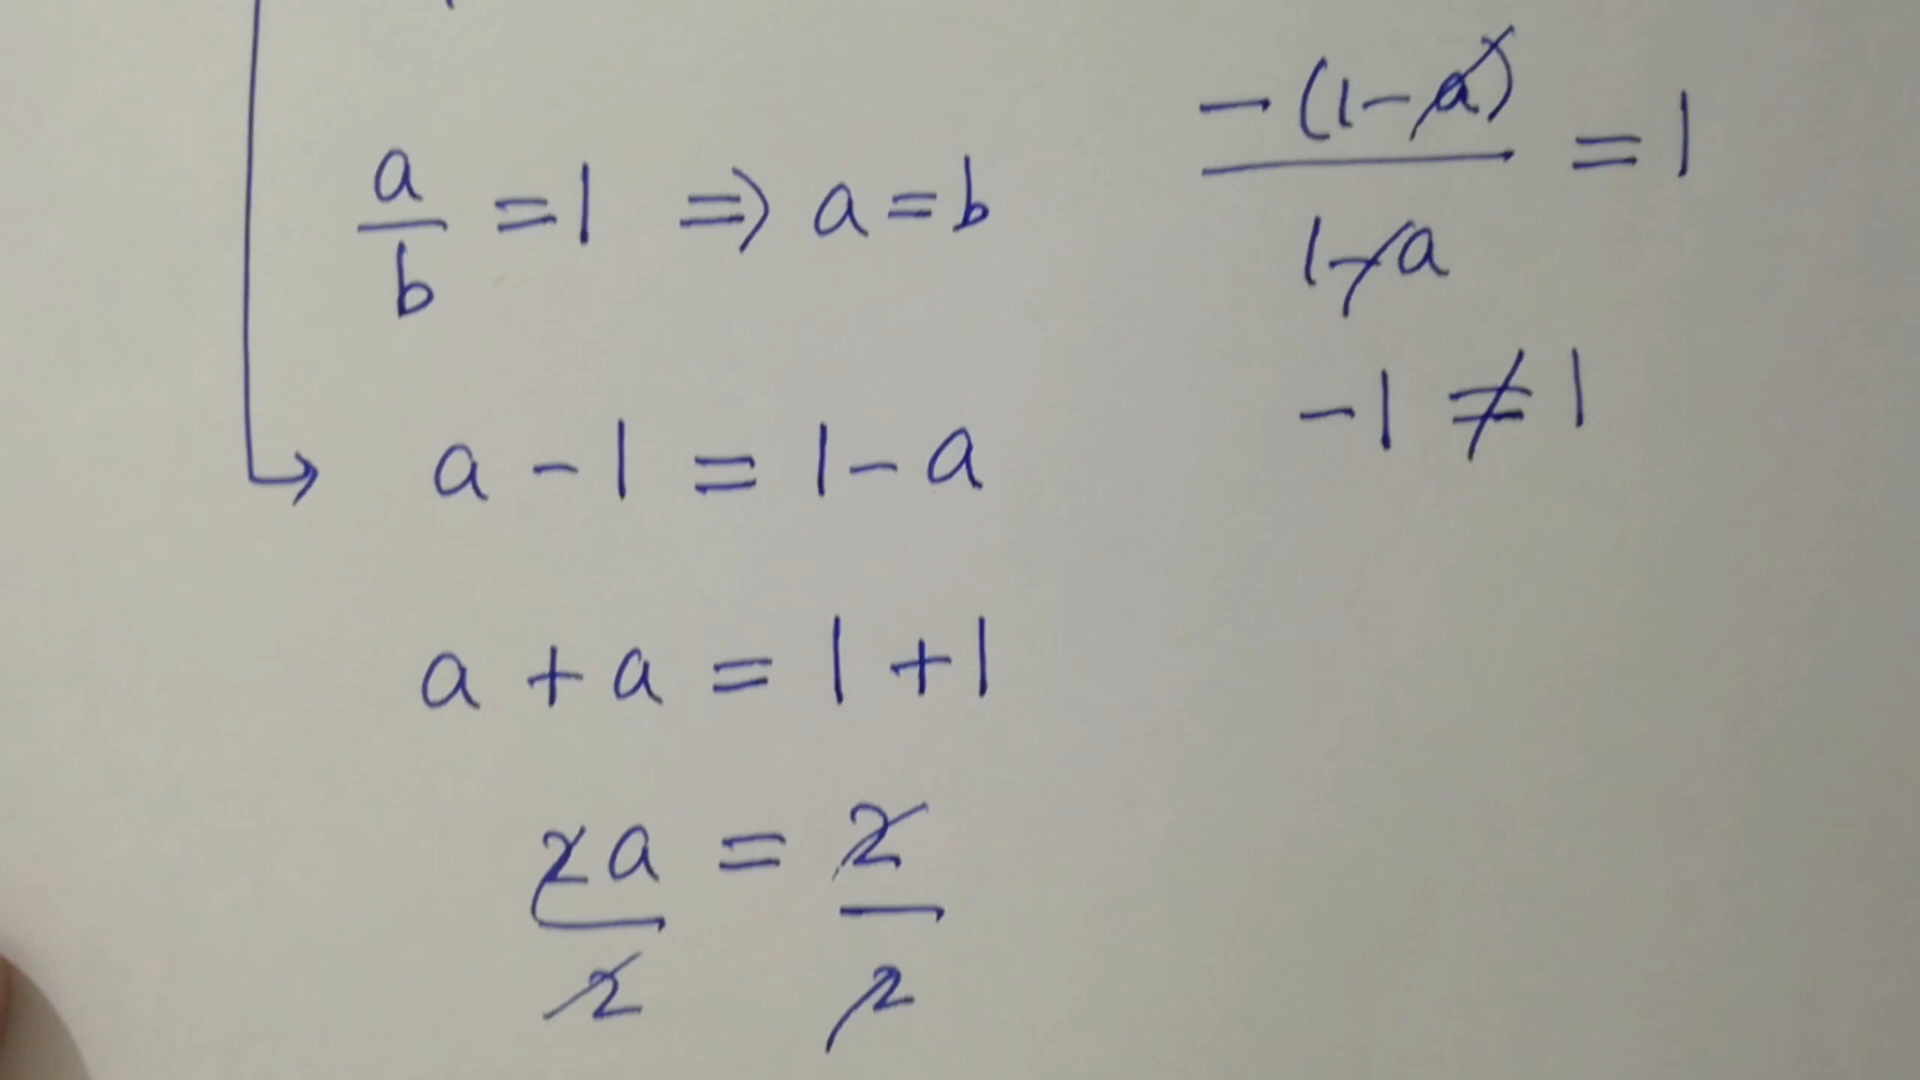 a/b = 1 ⇒ a = b
a - 1 = 1 - a
a + a = 1 + 1
2a/2 = 2/2
-(1-a)/1-a = 1
-1 ≠ 1